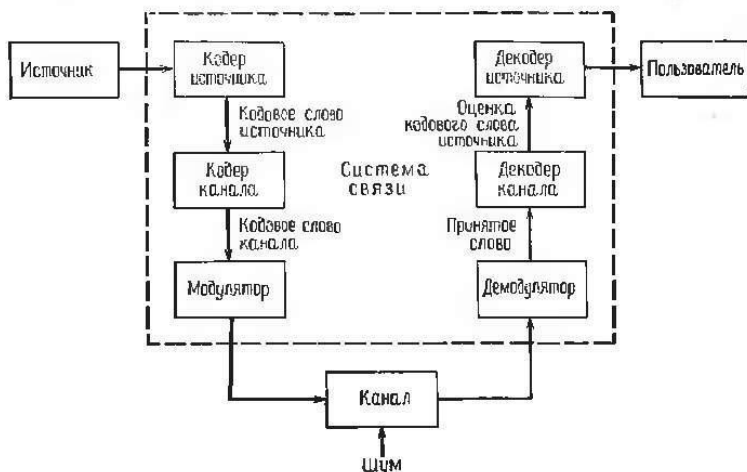 Источник
Кодер
источника
Кодовое слово
источника
Кодер
канала
Кодовое слово
канала
Модулятор
Система
связи
Декодер
источника
Пользователь
Оценка
кодового слова
источника
Декодер
канала
Принятое
слово
Демодулятор
Канал
Шум